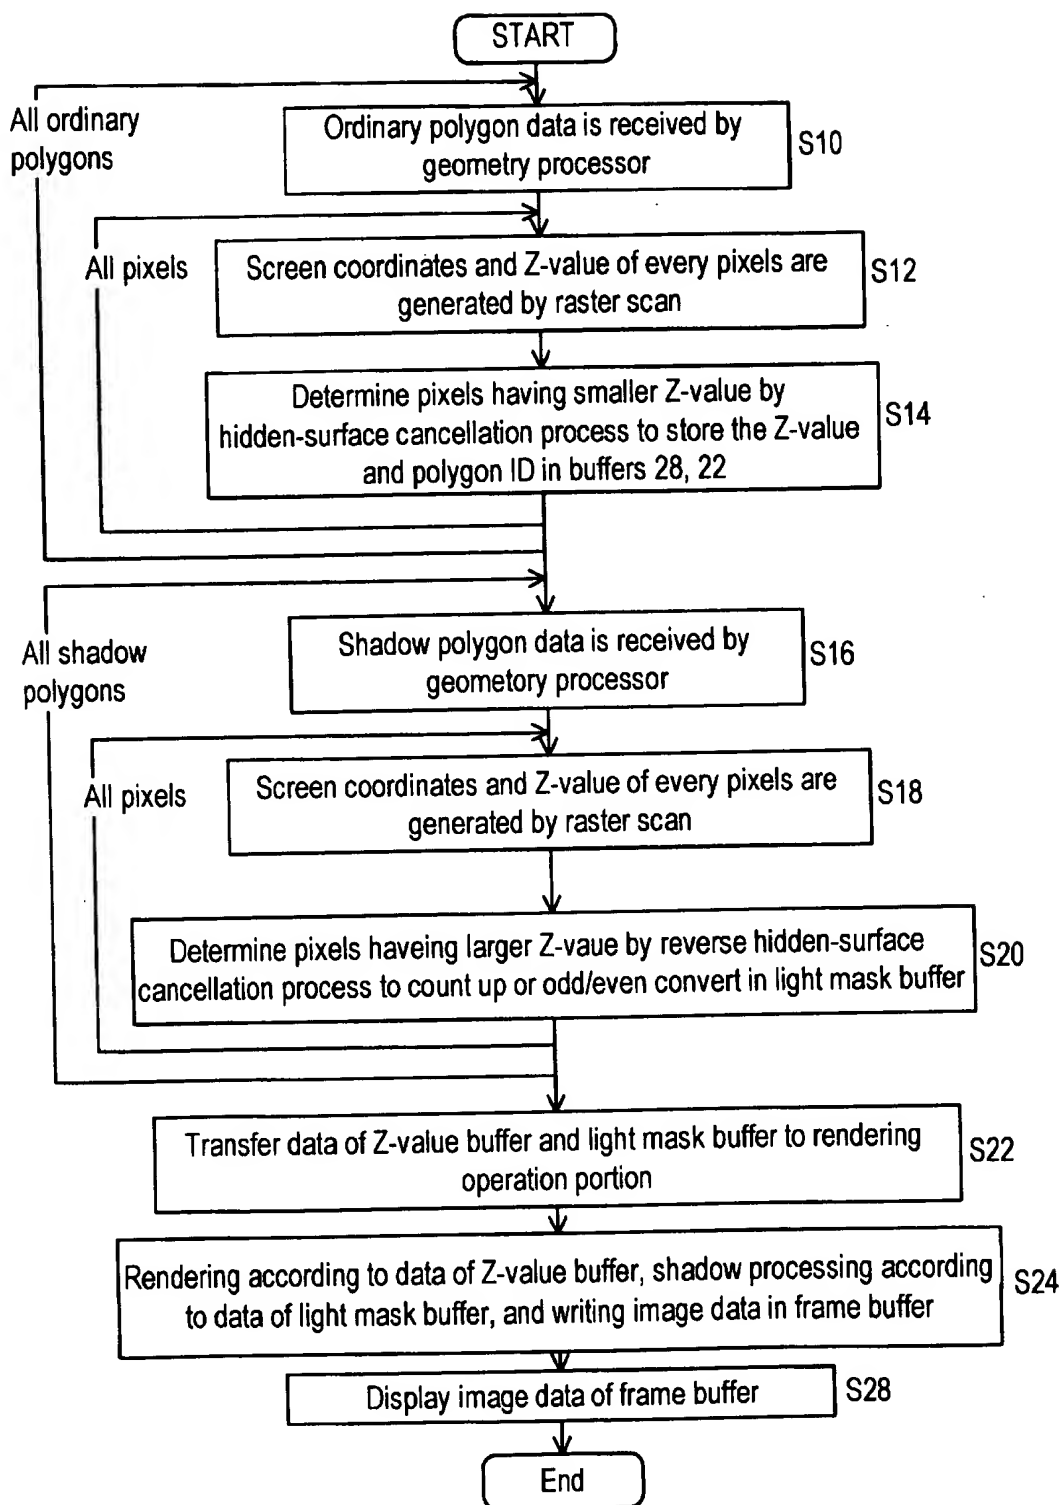 START
All ordinary
polygons
Ordinary polygon data is received by
geometry processor
S10
All pixels
Screen coordinates and Z-value of every pixels are
generated by raster scan
S12
Determine pixels having smaller Z-value by
hidden-surface cancellation process to store the Z-value
and polygon ID in buffers 28, 22
S14
All shadow
polygons
Shadow polygon data is received by
geometory processor
S16
All pixels
Screen coordinates and Z-value of every pixels are
generated by raster scan
S18
Determine pixels haveing larger Z-vaue by reverse hidden-surface
cancellation process to count up or odd/even convert in light mask buffer
S20
Transfer data of Z-value buffer and light mask buffer to rendering
operation portion
S22
Rendering according to data of Z-value buffer, shadow processing according
to data of light mask buffer, and writing image data in frame buffer
S24
Display image data of frame buffer
S28
End